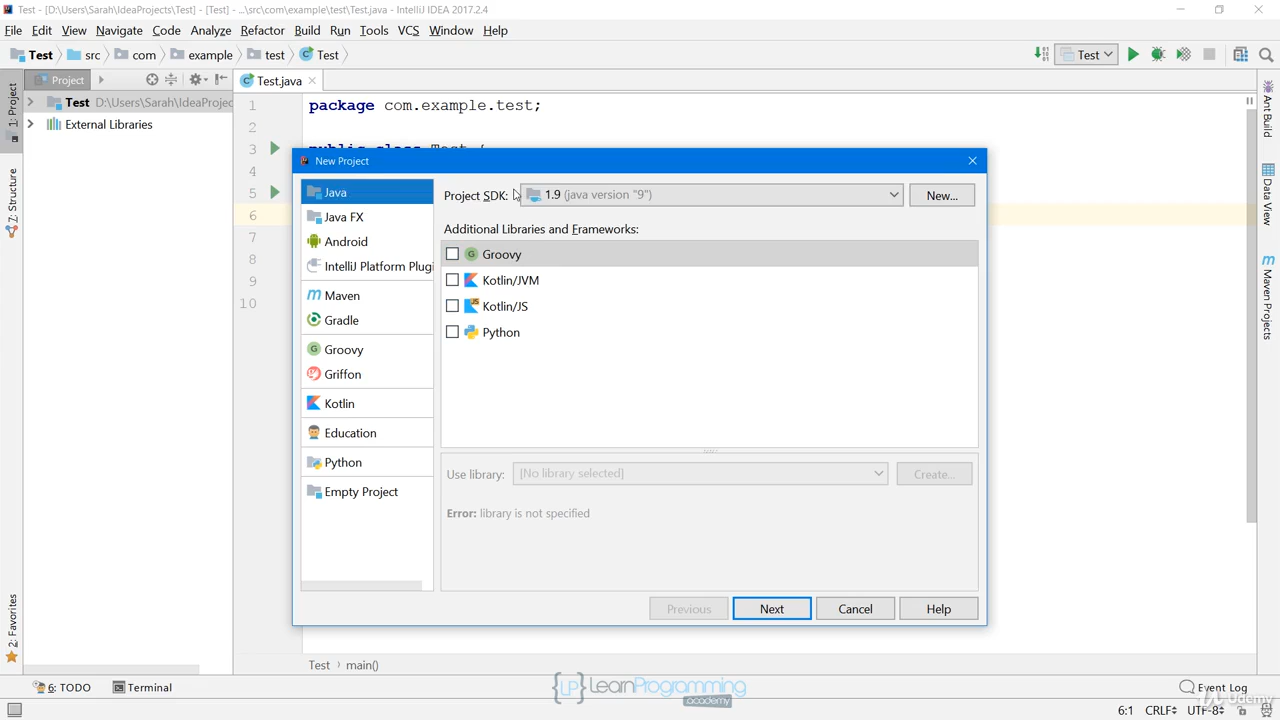 Test - [D:\Users\Sarah\IdeaProjects\Test] - [Test] - ...\src\com\example\test\Test.java - IntelliJ IDEA 2017.2.4
File Edit View Navigate Code Analyze Refactor Build Run Tools VCS Window Help
Test src com example test Test
Test
1: Project
Project
Test.java
Test D:\Users\Sarah\IdeaProjec
External Libraries
7: Structure
2: Favorites
1 package com.example.test;
2
3 public class Test {
4
5
6
7
8
9
10
New Project
Java
Java FX
Android
IntelliJ Platform Plugi
Maven
Gradle
Groovy
Griffon
Kotlin
Education
Python
Empty Project
Project SDK: 1.9 (java version "9") New...
Additional Libraries and Frameworks:
Groovy
Kotlin/JVM
Kotlin/JS
Python
Use library: [No library selected] Create...
Error: library is not specified
Previous Next Cancel Help
Ant Build
Data View
Maven Projects
Test › main()
6: TODO Terminal
LP LearnProgramming
academy
Event Log
Udemy
6:1 CRLF UTF-8